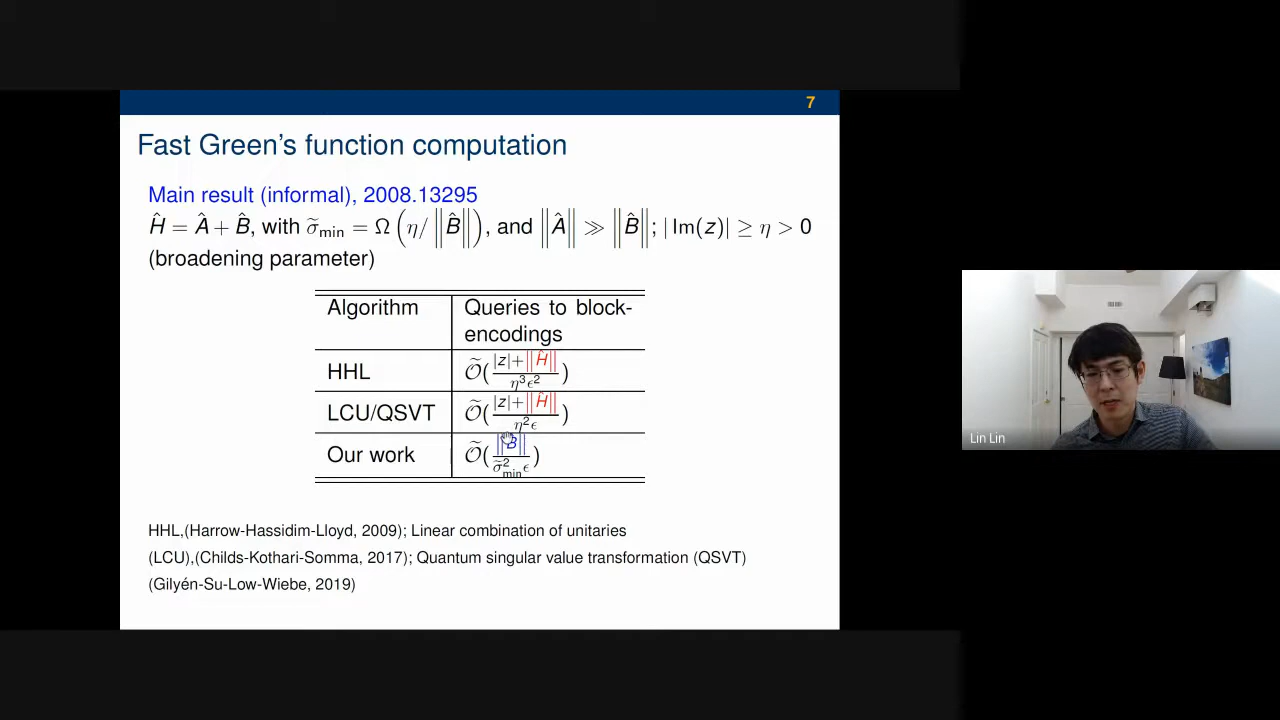 7
Fast Green's function computation
Main result (informal), 2008.13295
Ĥ = Â + B̂, with σ̃_min = Ω(η/‖B̂‖), and ‖Â‖ ≫ ‖B̂‖; |Im(z)| ≥ η > 0
(broadening parameter)
Algorithm
Queries to block-
encodings
HHL
Õ(|z|+‖Ĥ‖/η³ε²)
LCU/QSVT
Õ(|z|+‖Ĥ‖/η²ε)
Our work
Õ(‖B̂‖/σ̃²_min ε)
HHL,(Harrow-Hassidim-Lloyd, 2009); Linear combination of unitaries
(LCU),(Childs-Kothari-Somma, 2017); Quantum singular value transformation (QSVT)
(Gilyén-Su-Low-Wiebe, 2019)
Lin Lin